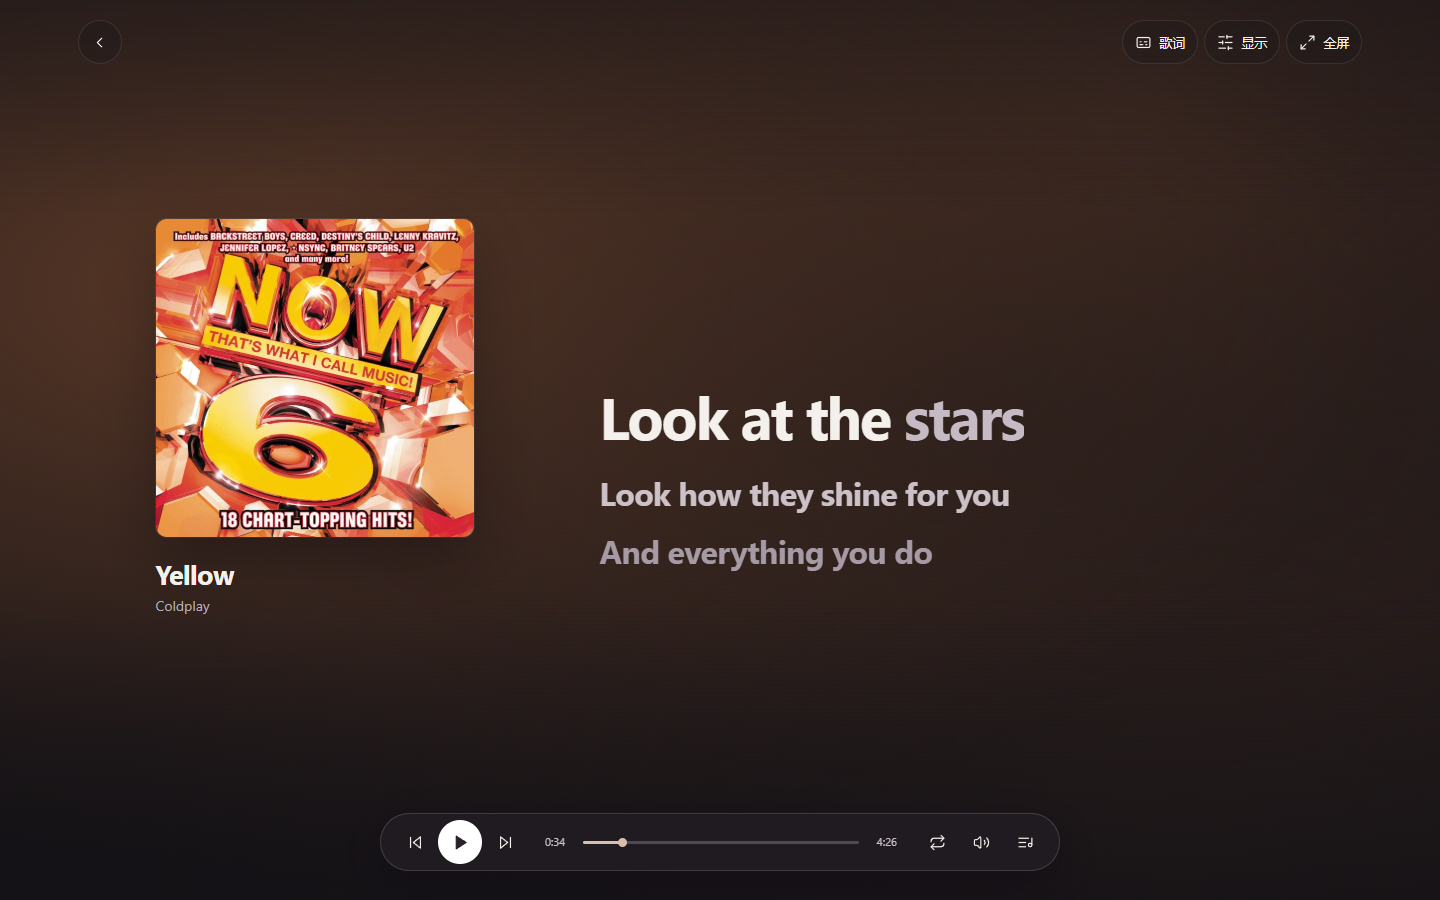 歌词
显示
全屏
Includes BACKSTREET BOYS, CREED, DESTINY'S CHILD, LENNY KRAVITZ,
JENNIFER LOPEZ, *NSYNC, BRITNEY SPEARS, U2
and many more!
NOW
THAT'S WHAT I CALL MUSIC!
6
18 CHART-TOPPING HITS!
Yellow
Coldplay
Look at the stars
Look how they shine for you
And everything you do
0:34
4:26